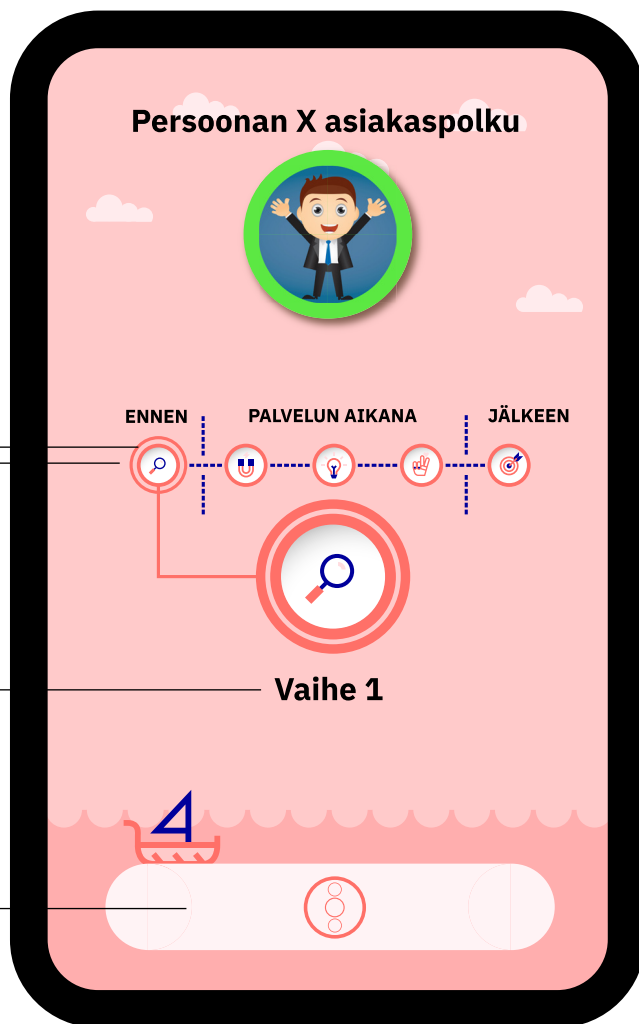 Persoonan X asiakaspolku
ENNEN
PALVELUN AIKANA
JÄLKEEN
Vaihe 1